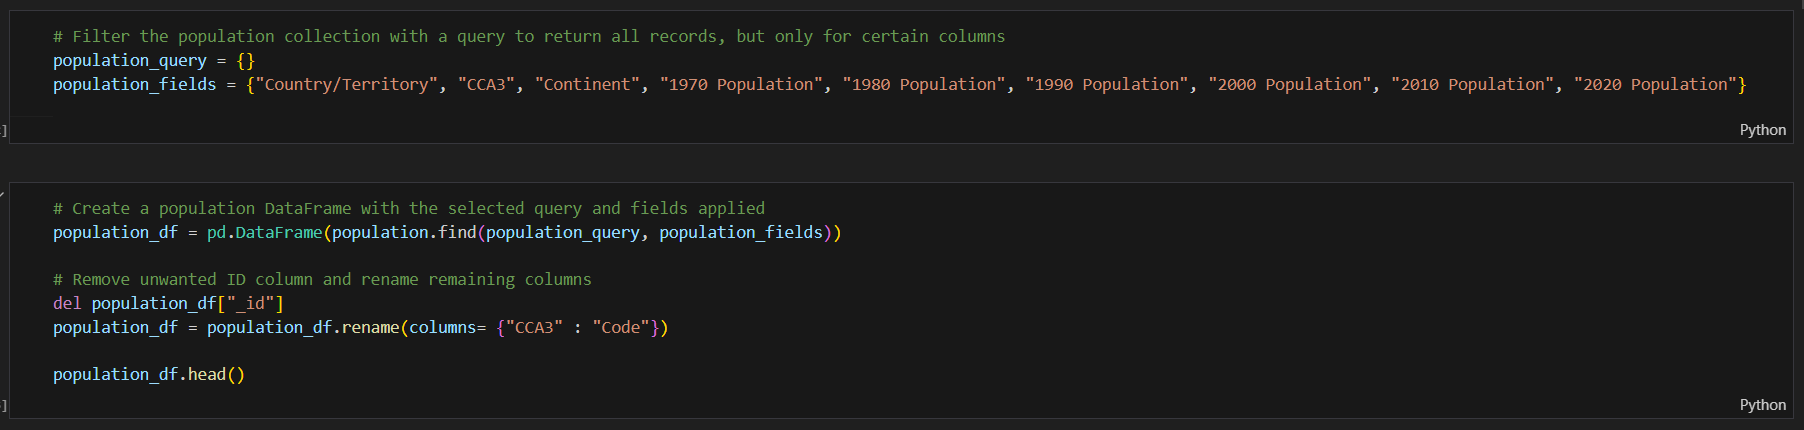 # Filter the population collection with a query to return all records, but only for certain columns
population_query = {}
population_fields = {"Country/Territory", "CCA3", "Continent", "1970 Population", "1980 Population", "1990 Population", "2000 Population", "2010 Population", "2020 Population"}
]
Python
# Create a population DataFrame with the selected query and fields applied
population_df = pd.DataFrame(population.find(population_query, population_fields))
# Remove unwanted ID column and rename remaining columns
del population_df["_id"]
population_df = population_df.rename(columns= {"CCA3" : "Code"})
population_df.head()
]
Python